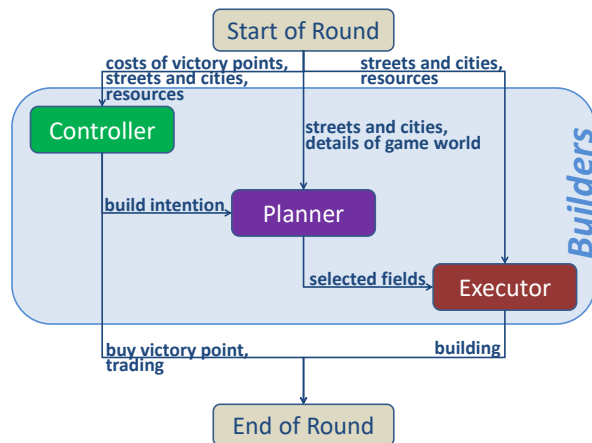 Start of Round
costs of victory points,
streets and cities,
resources
streets and cities,
resources
Controller
streets and cities,
details of game world
Builders
build intention
Planner
selected fields
Executor
buy victory point,
trading
building
End of Round